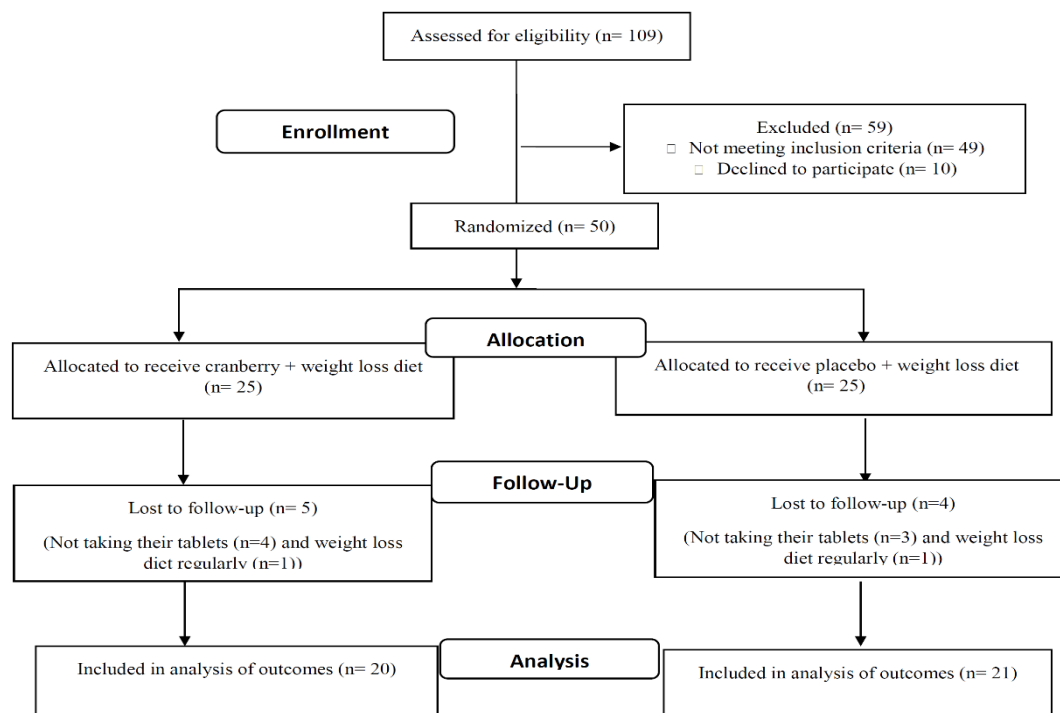 Assessed for eligibility (n= 109)
Enrollment
Excluded (n= 59)
□ Not meeting inclusion criteria (n= 49)
□ Declined to participate (n= 10)
Randomized (n= 50)
Allocation
Allocated to receive cranberry + weight loss diet
(n= 25)
Allocated to receive placebo + weight loss diet
(n= 25)
Follow-Up
Lost to follow-up (n= 5)
(Not taking their tablets (n=4) and weight loss
diet regularly (n=1))
Lost to follow-up (n=4)
(Not taking their tablets (n=3) and weight loss
diet regularly (n=1))
Analysis
Included in analysis of outcomes (n= 20)
Included in analysis of outcomes (n= 21)